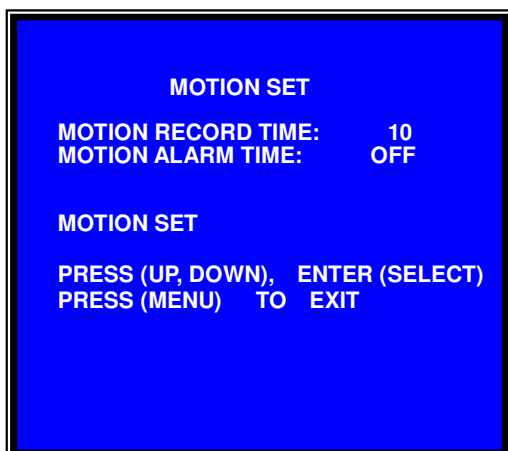 MOTION SET
MOTION RECORD TIME: 10
MOTION ALARM TIME: OFF
MOTION SET
PRESS (UP, DOWN), ENTER (SELECT)
PRESS (MENU) TO EXIT